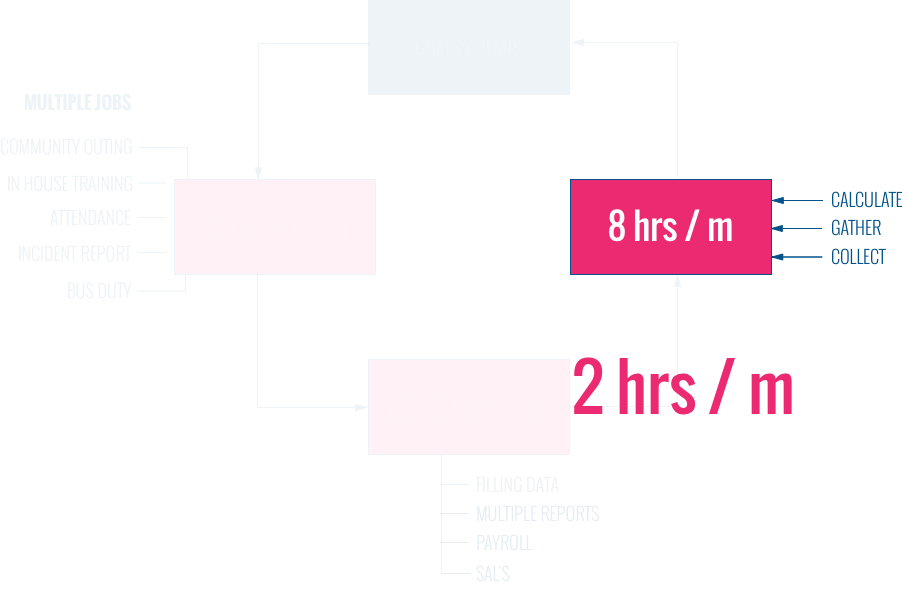 MULTIPLE JOBS
COMMUNITY OUTING
IN HOUSE TRAINING
ATTENDANCE
INCIDENT REPORT
BUS DUTY
8 hrs / m
CALCULATE
GATHER
COLLECT
2 hrs / m
FILLING DATA
MULTIPLE REPORTS
PAYROLL
SAL'S